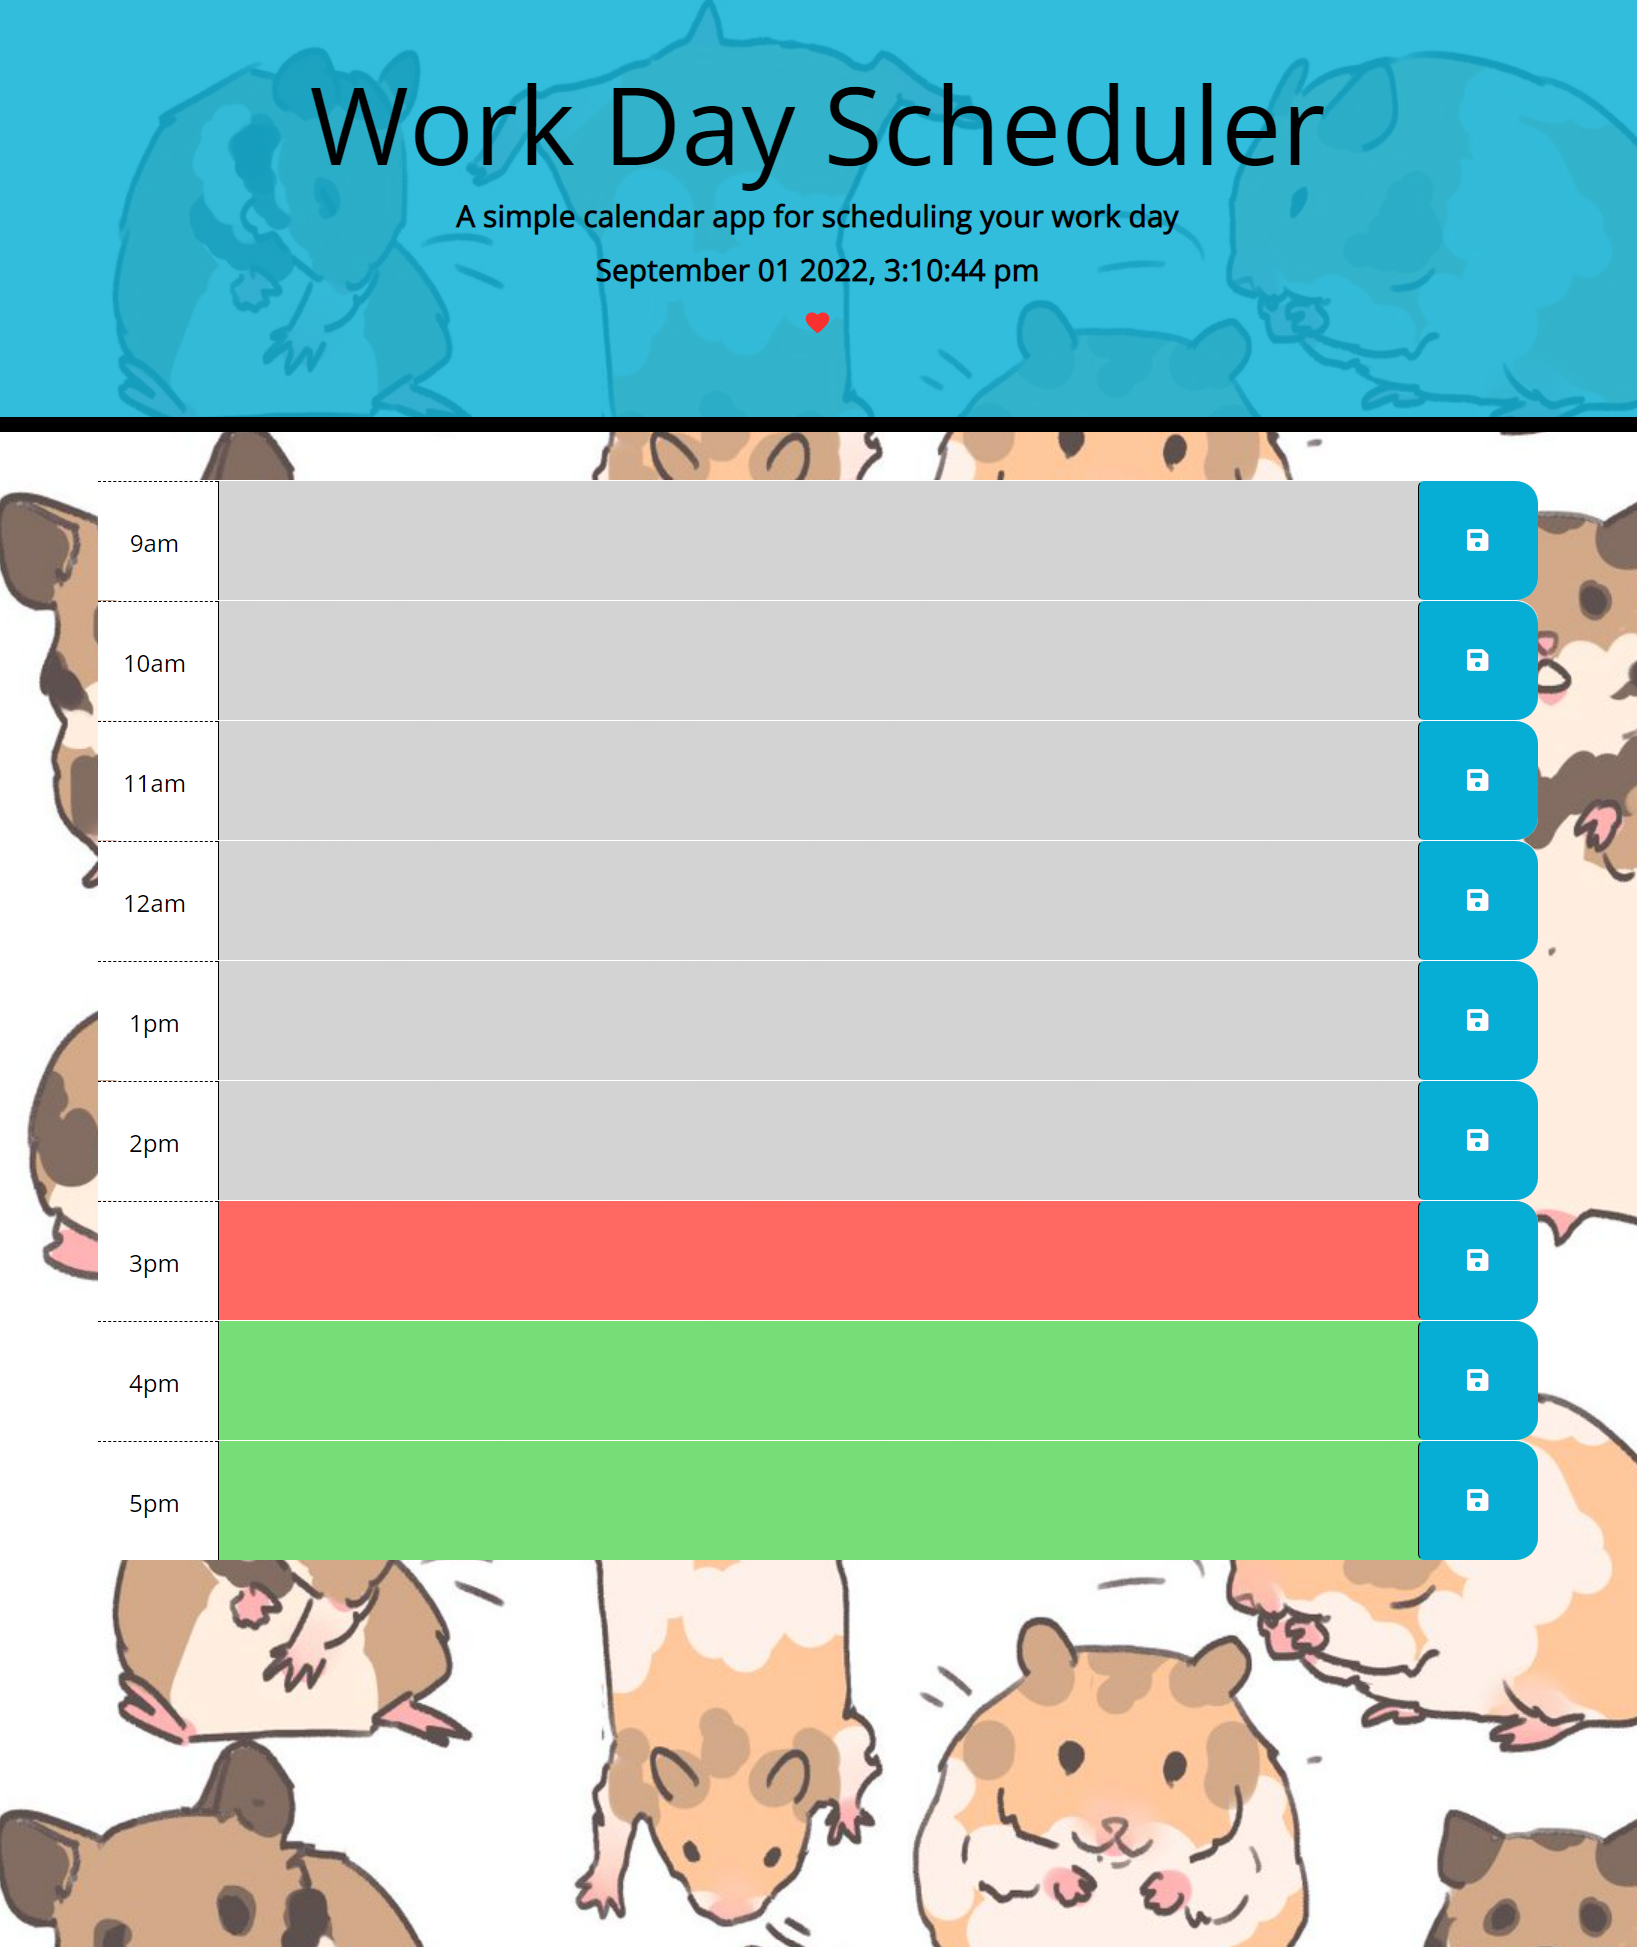 Work Day Scheduler
A simple calendar app for scheduling your work day
September 01 2022, 3:10:44 pm
9am
10am
11am
12am
1pm
2pm
3pm
4pm
5pm